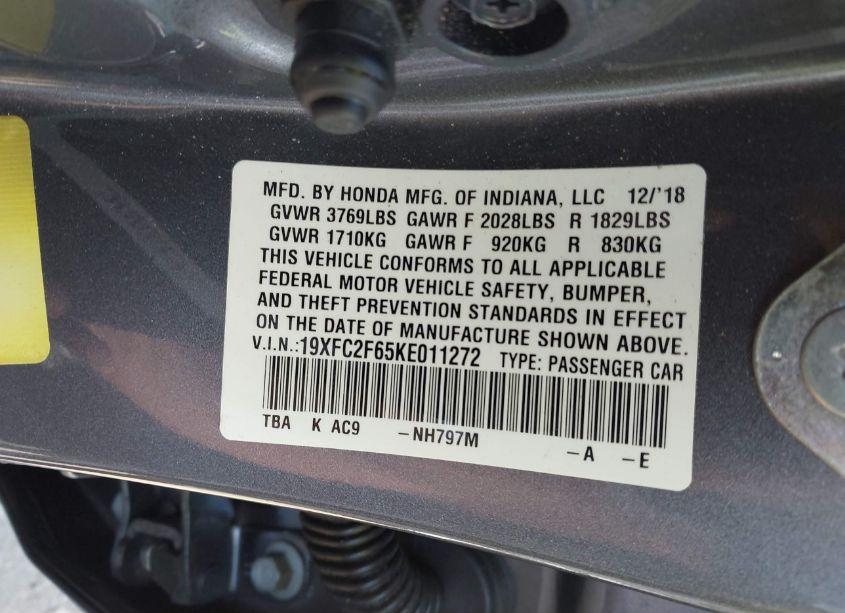 MFD. BY HONDA MFG. OF INDIANA, LLC 12/'18
GVWR 3769LBS GAWR F 2028LBS R 1829LBS
GVWR 1710KG GAWR F 920KG R 830KG
THIS VEHICLE CONFORMS TO ALL APPLICABLE
FEDERAL MOTOR VEHICLE SAFETY, BUMPER,
AND THEFT PREVENTION STANDARDS IN EFFECT
ON THE DATE OF MANUFACTURE SHOWN ABOVE.
V.I.N.:19XFC2F65KE011272 TYPE: PASSENGER CAR
TBA K AC9 -NH797M -A -E